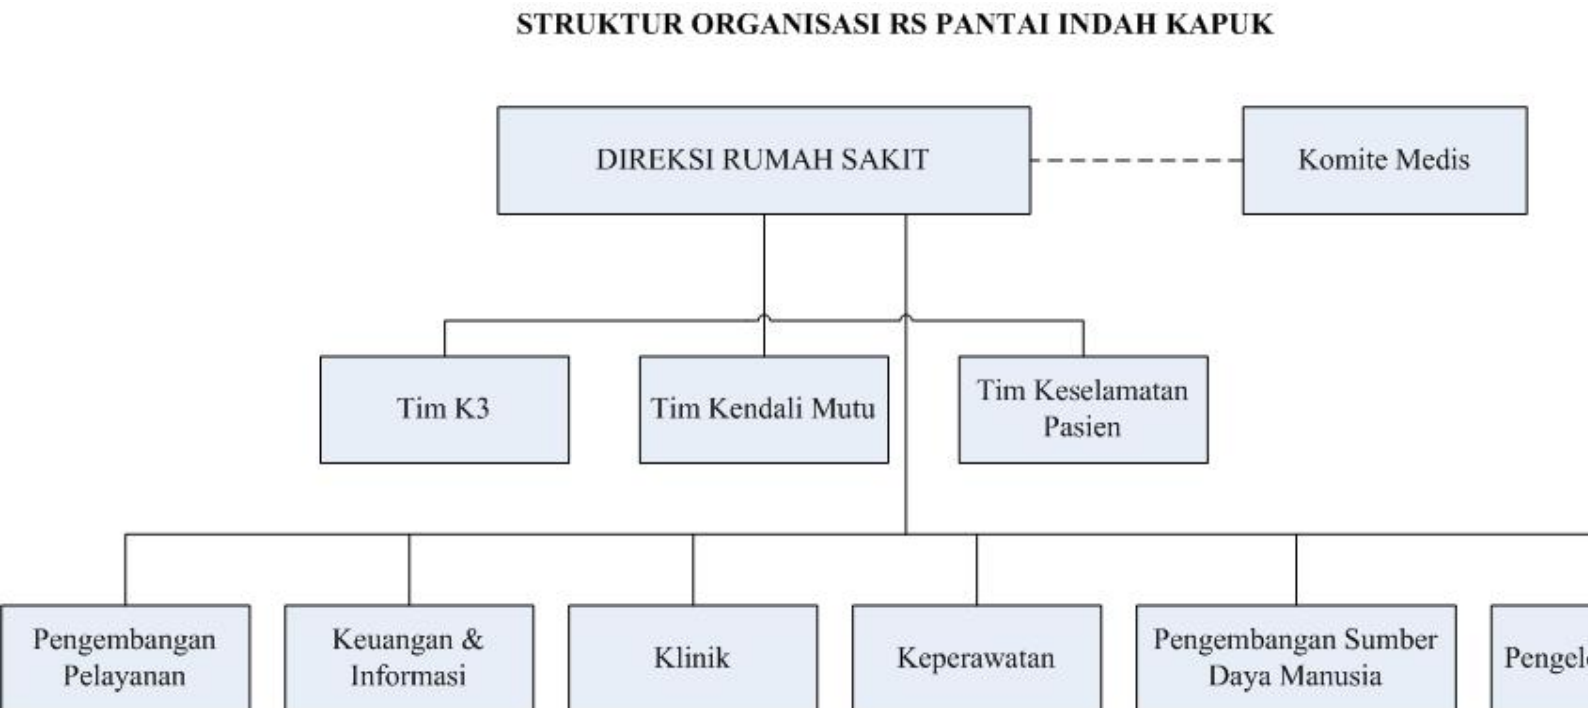 STRUKTUR ORGANISASI RS PANTAI INDAH KAPUK
DIREKSI RUMAH SAKIT
Komite Medis
Tim K3
Tim Kendali Mutu
Tim Keselamatan
Pasien
Pengembangan
Pelayanan
Keuangan &
Informasi
Klinik
Keperawatan
Pengembangan Sumber
Daya Manusia